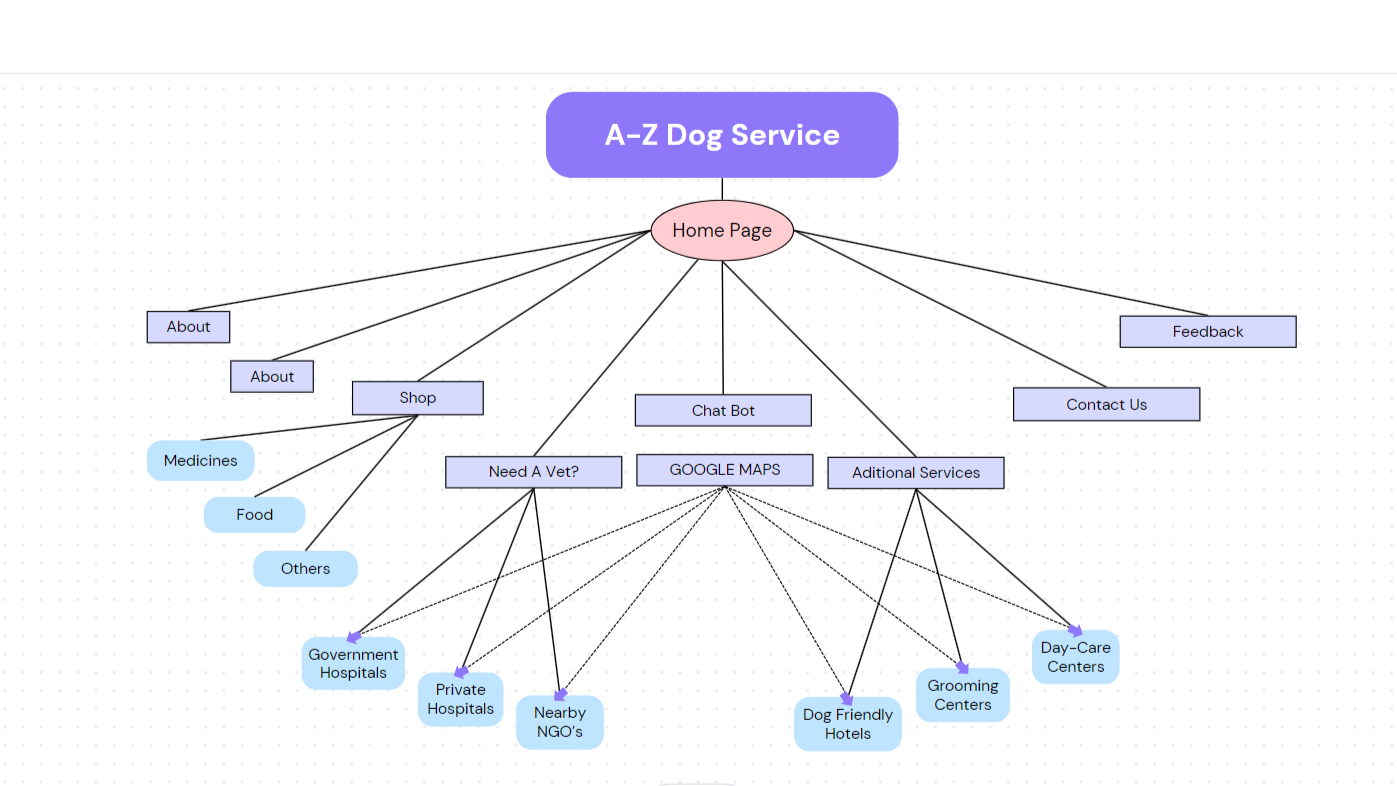 A-Z Dog Service
Home Page
About
About
Shop
Medicines
Food
Others
Need A Vet?
Chat Bot
GOOGLE MAPS
Aditional Services
Contact Us
Feedback
Government
Hospitals
Private
Hospitals
Nearby
NGO's
Dog Friendly
Hotels
Grooming
Centers
Day-Care
Centers